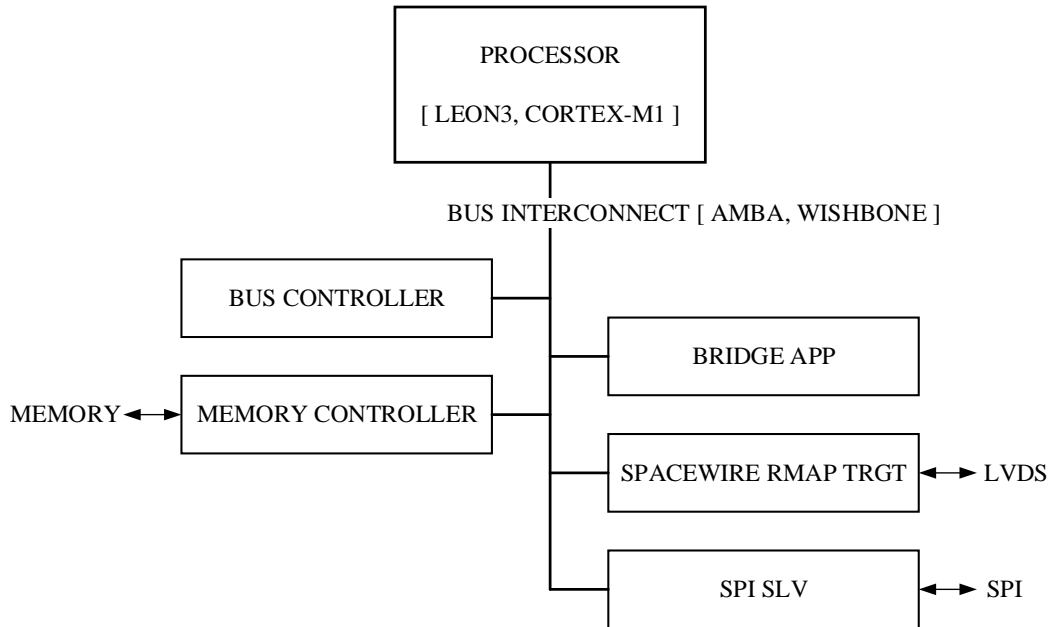 PROCESSOR
[ LEON3, CORTEX-M1 ]
BUS INTERCONNECT [ AMBA, WISHBONE ]
BUS CONTROLLER
BRIDGE APP
MEMORY
MEMORY CONTROLLER
SPACEWIRE RMAP TRGT
LVDS
SPI SLV
SPI